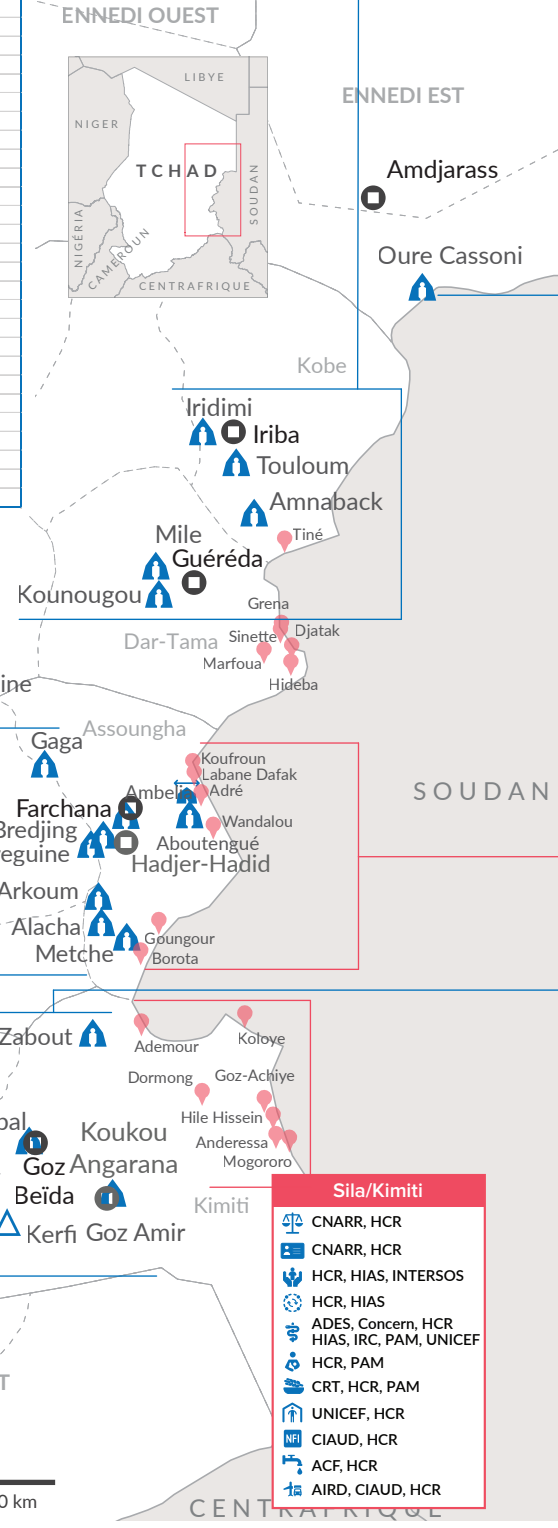 ENNEDI OUEST
LIBYE
NIGER
TCHAD
SOUDAN
NIGÉRIA
CAMEROUN
CENTRAFRIQUE
ENNEDI EST
Amdjarass
Oure Cassoni
Kobe
Iridimi
Iriba
Touloum
Amnaback
Tiné
Mile
Guéréda
Kounougou
Grena
Sinette
Djatak
Dar-Tama
Marfoua
Hideba
ine
Assoungha
Gaga
Koufroun
Labane Dafak
Ambelia
Adré
SOUDAN
Farchana
Wandalou
Bredjing
Aboutengué
reguine
Hadjer-Hadid
Arkoum
Alacha
Goungour
Metche
Borota
Zabout
Ademour
Koloye
Dormong
Goz-Achiye
Hile Hissein
bal
Koukou
Angarana
Anderessa
Mogororo
Goz
Beïda
Kimiti
Kerfi
Goz Amir
Sila/Kimiti
CNARR, HCR
CNARR, HCR
HCR, HIAS, INTERSOS
HCR, HIAS
ADES, Concern, HCR
HIAS, IRC, PAM, UNICEF
HCR, PAM
CRT, HCR, PAM
UNICEF, HCR
NFI CIAUD, HCR
ACF, HCR
AIRD, CIAUD, HCR
T
0 km
CENTRAFRIQUE